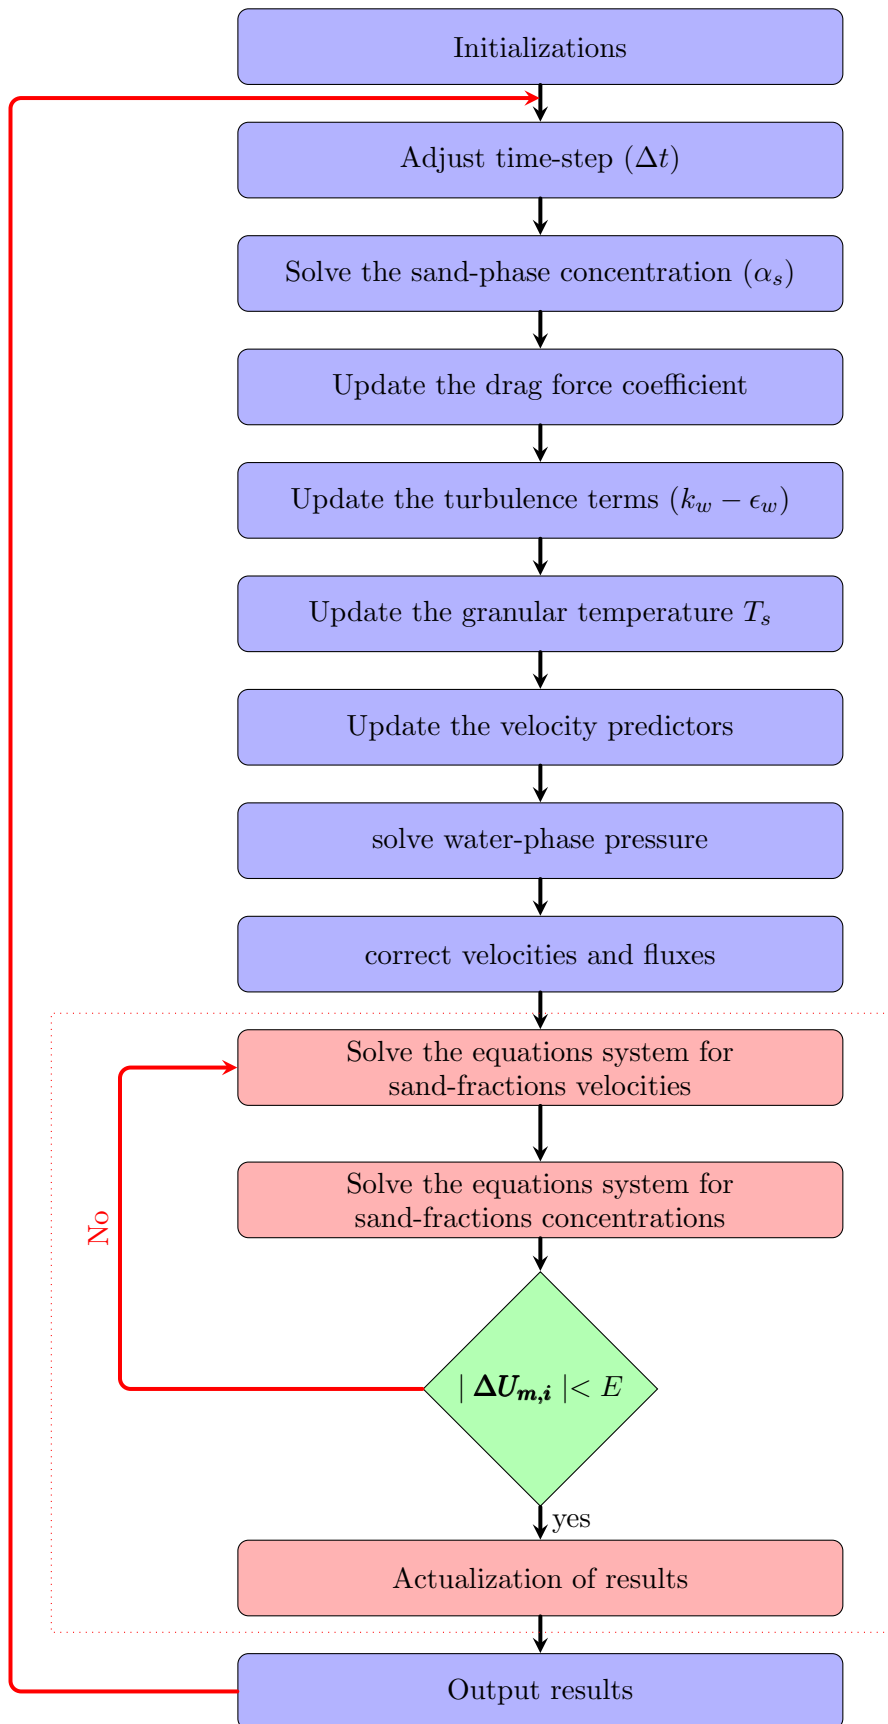 Initializations
Adjust time-step (Δt)
Solve the sand-phase concentration (αₛ)
Update the drag force coefficient
Update the turbulence terms (k_w − ϵ_w)
Update the granular temperature Tₛ
Update the velocity predictors
solve water-phase pressure
correct velocities and fluxes
Solve the equations system for
sand-fractions velocities
Solve the equations system for
sand-fractions concentrations
No
| ΔU_{m,i} |< E
yes
Actualization of results
Output results